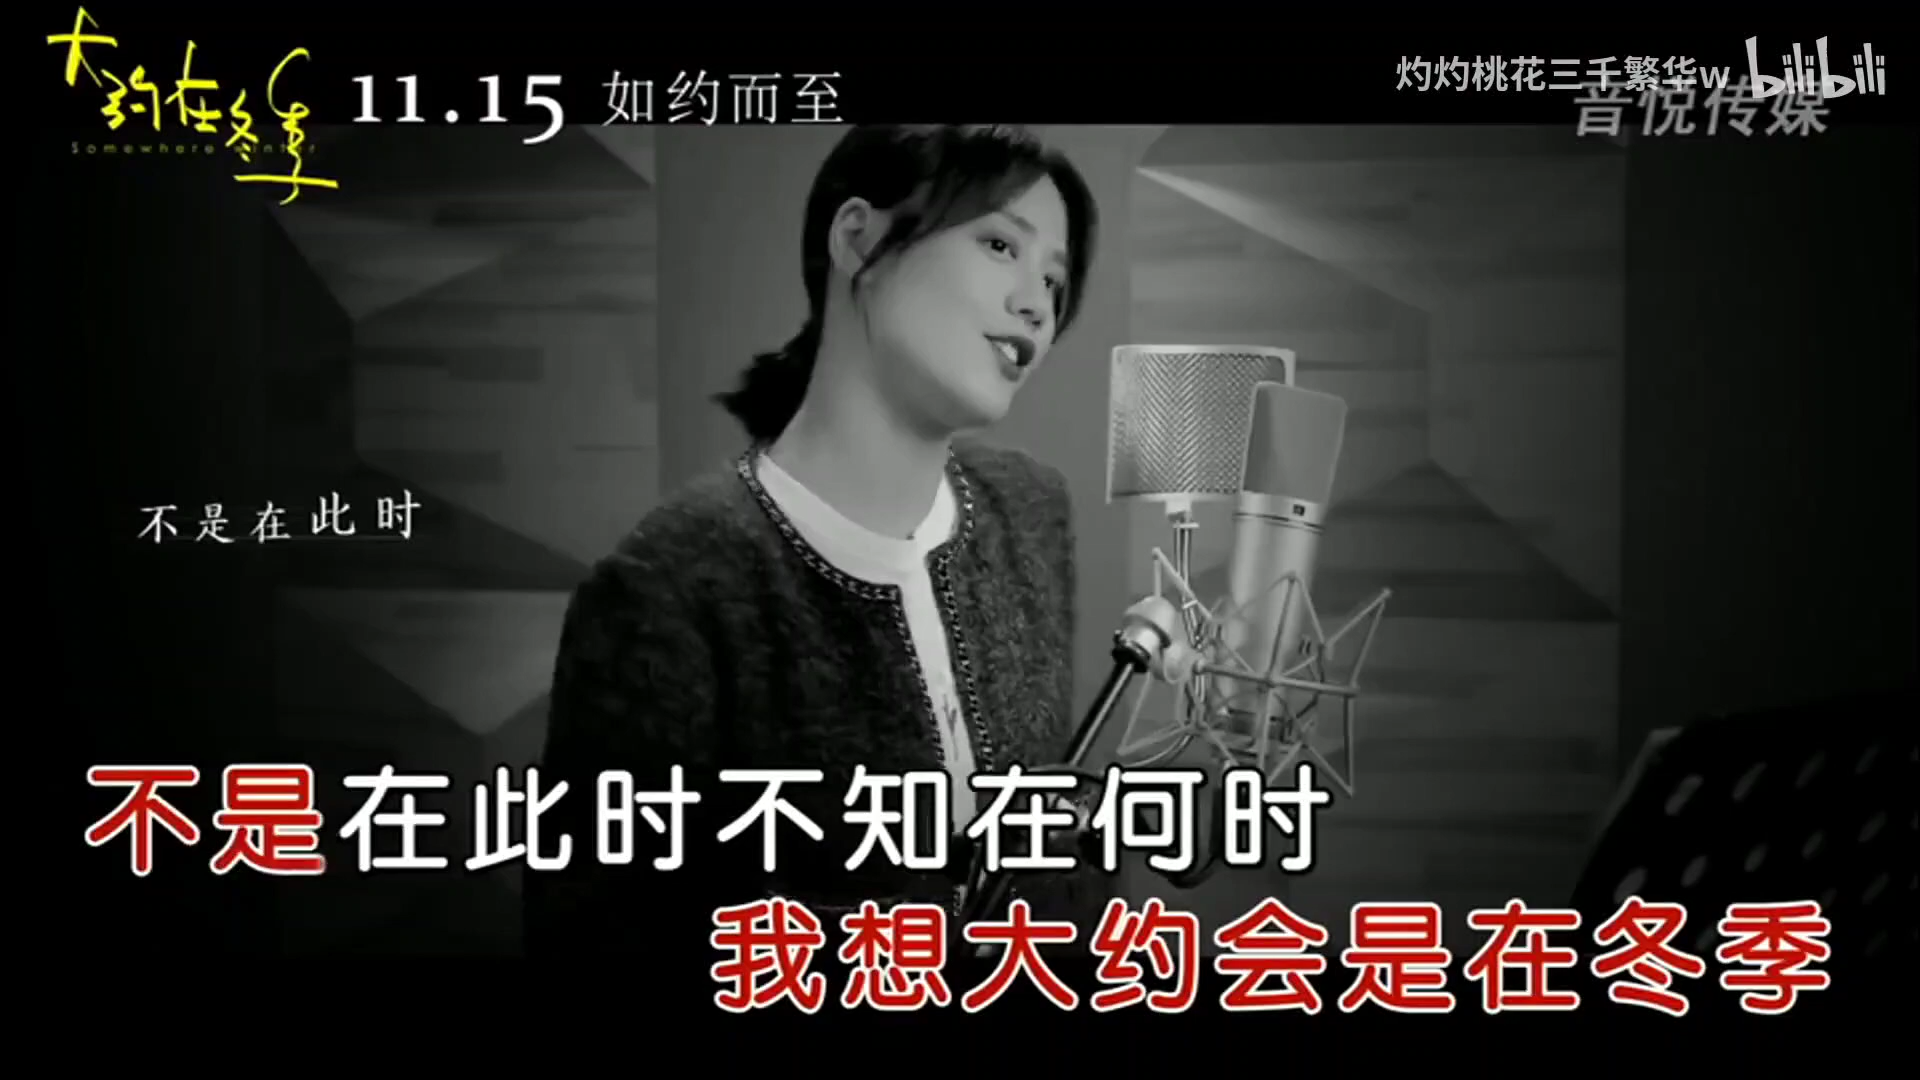 大约在冬季
Somewhere Winter
11.15 如约而至
灼灼桃花三千繁华w bilibili
音悦传媒
不是在此时
不是在此时不知在何时
我想大约会是在冬季